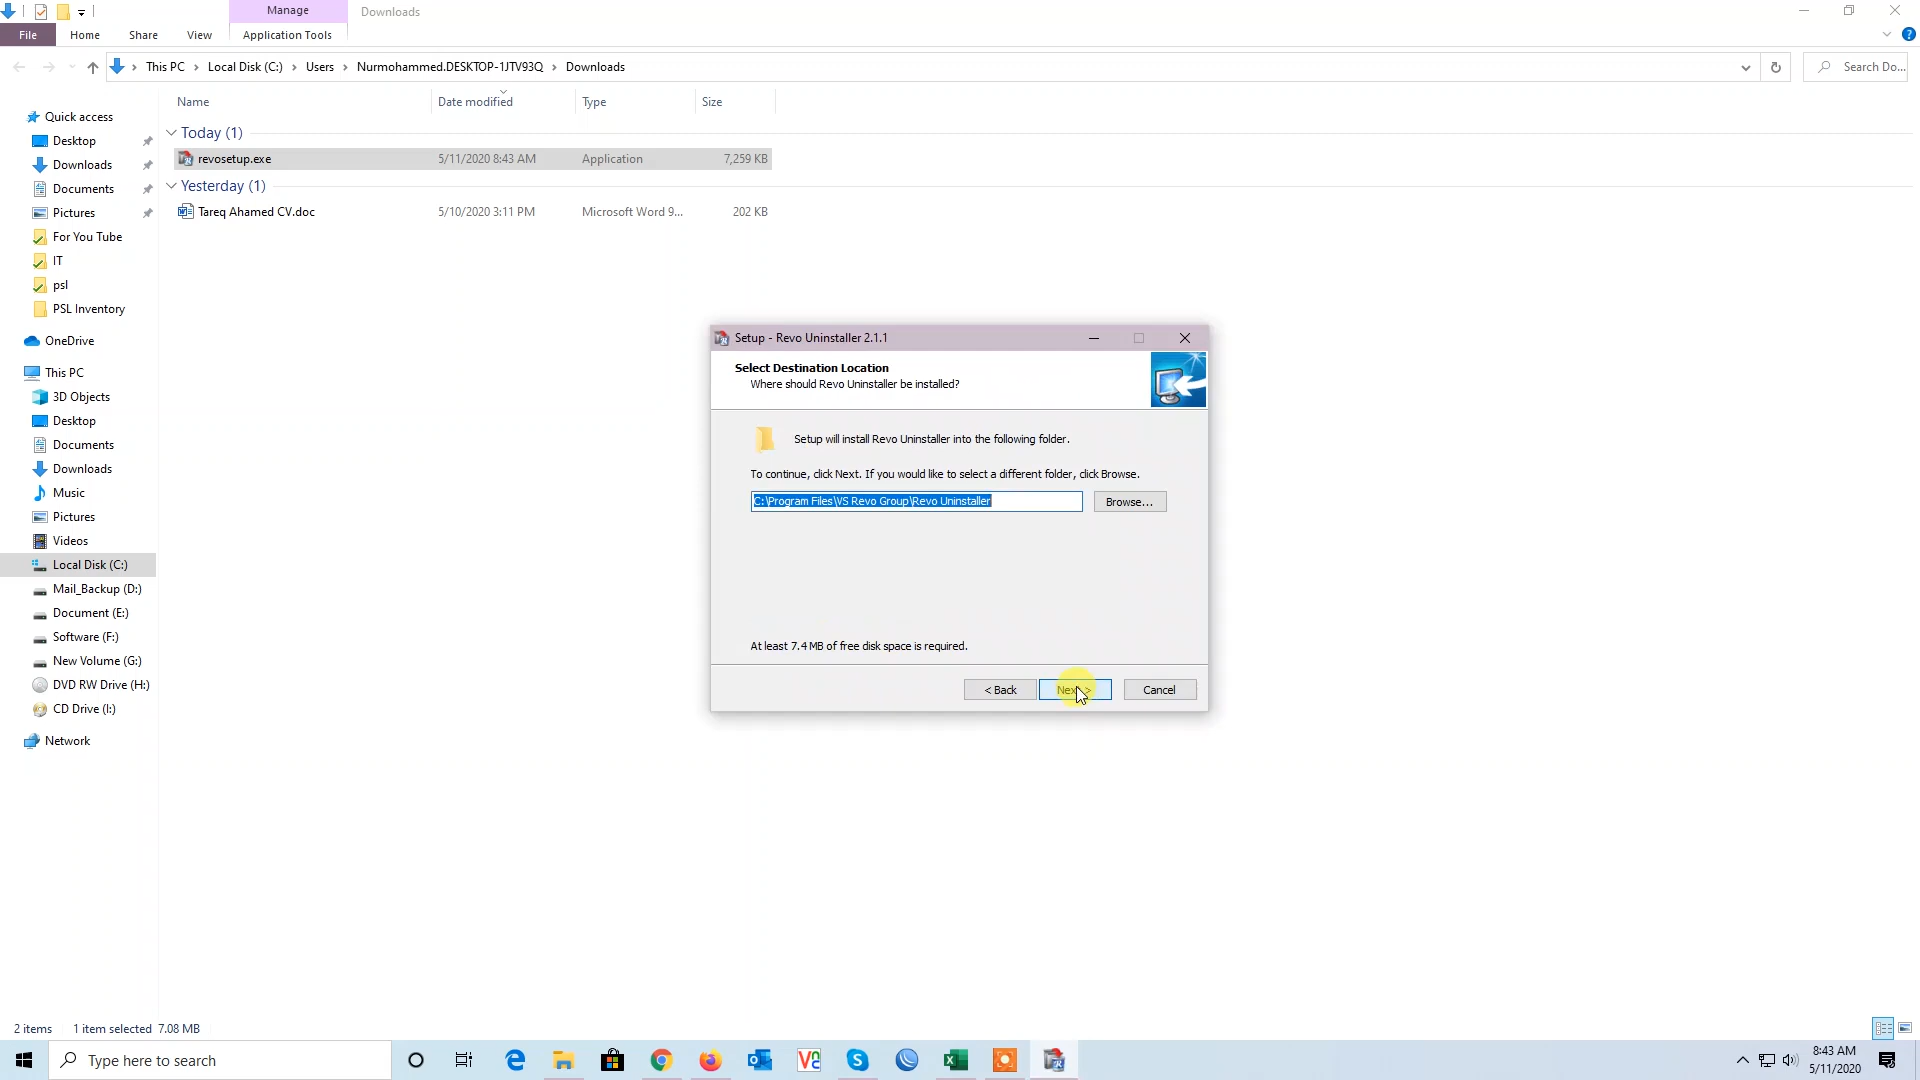 Manage
Downloads
File
Home
Share
View
Application Tools
This PC
Local Disk (C:)
Users
Nurmohammed.DESKTOP-1JTV93Q
Downloads
Search Do...
Name
Date modified
Type
Size
Today (1)
revosetup.exe
5/11/2020 8:43 AM
Application
7,259 KB
Yesterday (1)
Tareq Ahamed CV.doc
5/10/2020 3:11 PM
Microsoft Word 9...
202 KB
Quick access
Desktop
Downloads
Documents
Pictures
For You Tube
IT
psl
PSL Inventory
OneDrive
This PC
3D Objects
Desktop
Documents
Downloads
Music
Pictures
Videos
Local Disk (C:)
Mail_Backup (D:)
Document (E:)
Software (F:)
New Volume (G:)
DVD RW Drive (H:)
CD Drive (I:)
Network
Setup - Revo Uninstaller 2.1.1
Select Destination Location
Where should Revo Uninstaller be installed?
Setup will install Revo Uninstaller into the following folder.
To continue, click Next. If you would like to select a different folder, click Browse.
C:\Program Files\VS Revo Group\Revo Uninstaller
Browse...
At least 7.4 MB of free disk space is required.
< Back
Next >
Cancel
2 items
1 item selected 7.08 MB
Type here to search
8:43 AM
5/11/2020